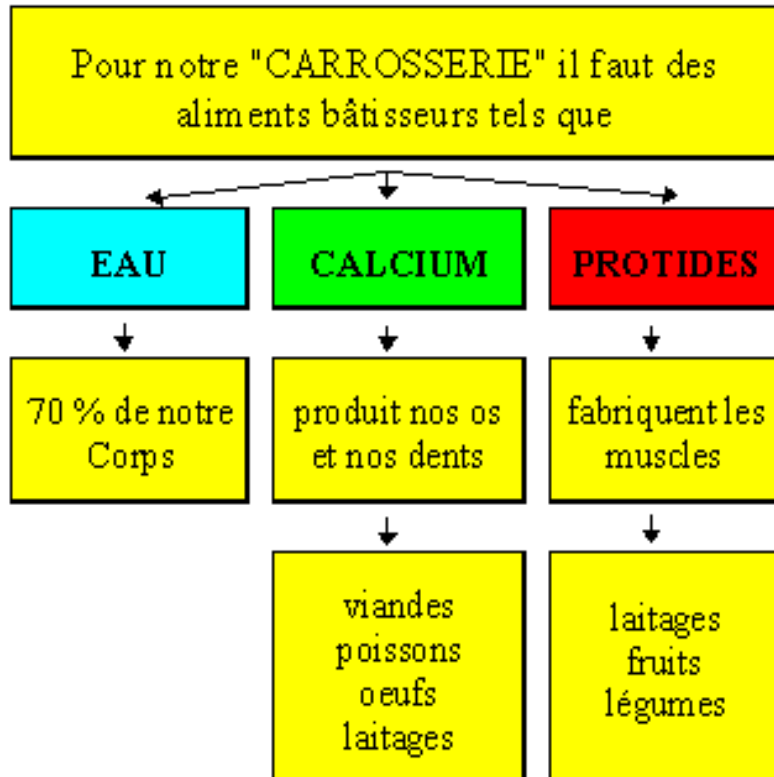 Pour notre "CARROSSERIE" il faut des
aliments bâtisseurs tels que
EAU
CALCIUM
PROTIDES
70 % de notre
Corps
produit nos os
et nos dents
fabriquent les
muscles
viandes
poissons
oeufs
laitages
laitages
fruits
légumes